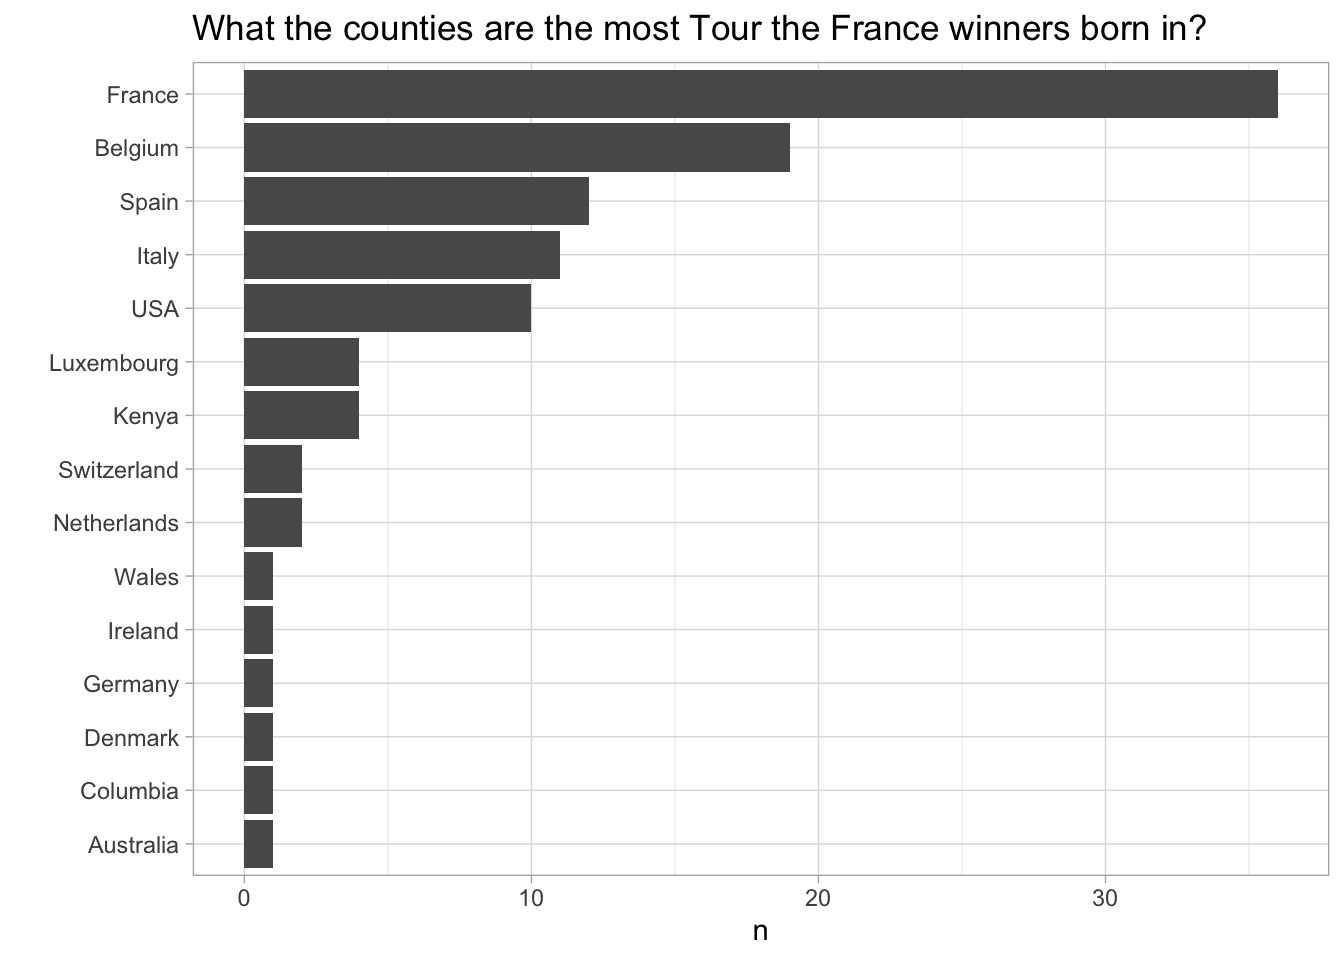 What the counties are the most Tour the France winners born in?
France
Belgium
Spain
Italy
USA
Luxembourg
Kenya
Switzerland
Netherlands
Wales
Ireland
Germany
Denmark
Columbia
Australia
0 10 20 30
n